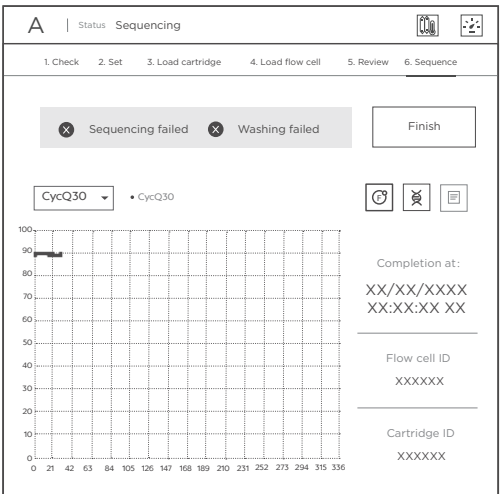 A | Status Sequencing
1. Check 2. Set 3. Load cartridge 4. Load flow cell 5. Review 6. Sequence
X Sequencing failed X Washing failed Finish
CycQ30 • CycQ30 F
100
90
80
70
60
50
40
30
20
10
0
0 21 42 63 84 105 126 147 168 189 210 231 252 273 294 315 336
Completion at:
XX/XX/XXXX
XX:XX:XX XX
Flow cell ID
XXXXXX
Cartridge ID
XXXXXX